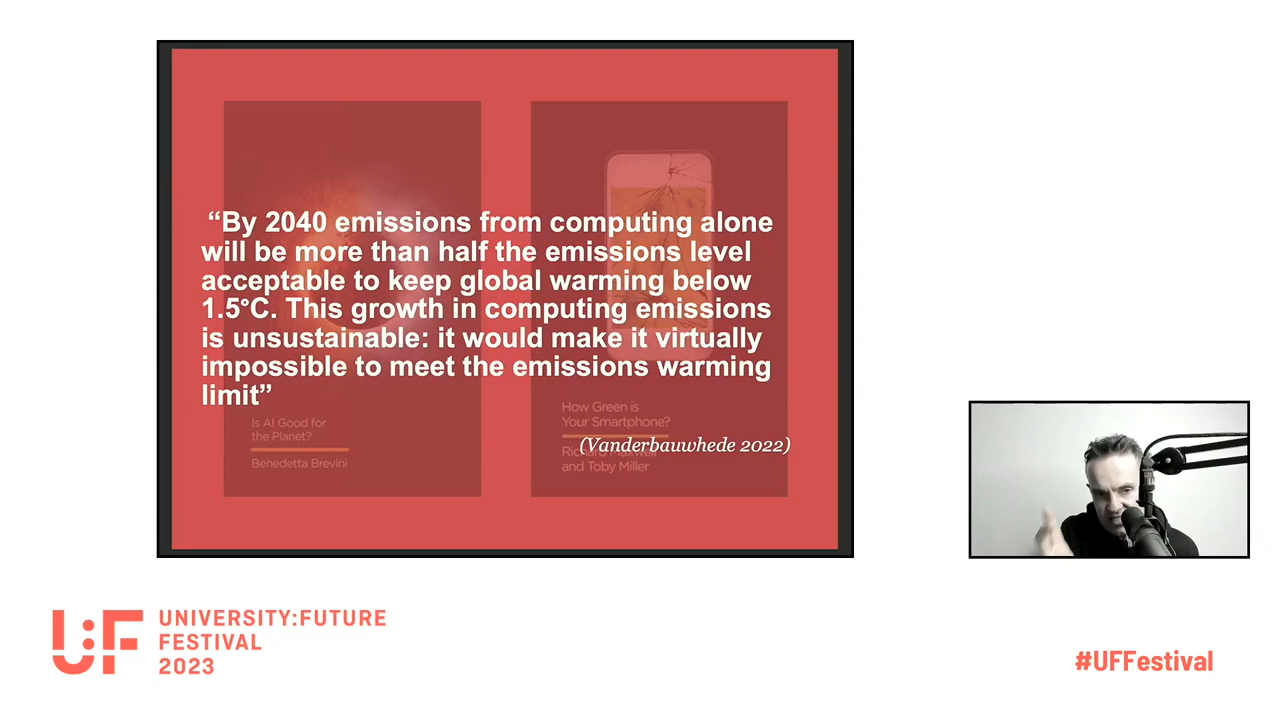 “By 2040 emissions from computing alone
will be more than half the emissions level
acceptable to keep global warming below
1.5°C. This growth in computing emissions
is unsustainable: it would make it virtually
impossible to meet the emissions warming
limit”
(Vanderbauwhede 2022)
Is AI Good for
the Planet?
Benedetta Brevini
How Green is
Your Smartphone?
Richard Maxwell
and Toby Miller
U:F
UNIVERSITY:FUTURE
FESTIVAL
2023
#UFFestival